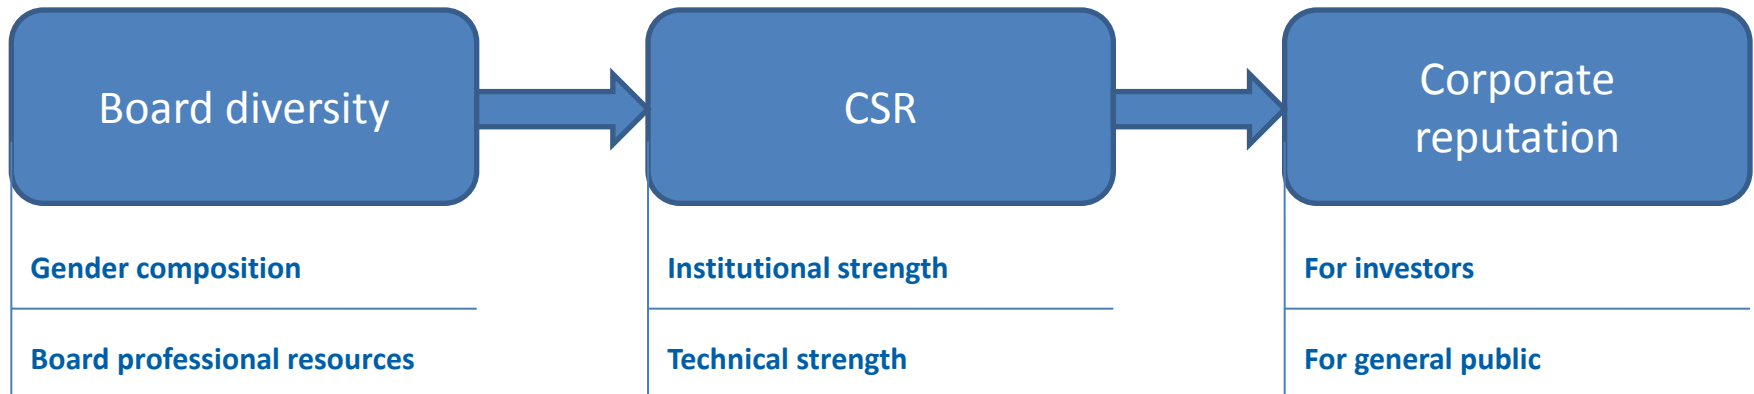 Board diversity
CSR
Corporate
reputation
Gender composition
Institutional strength
For investors
Board professional resources
Technical strength
For general public